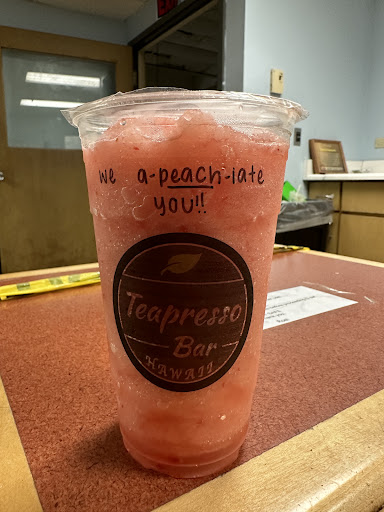 we a-peach-iate
you!!
Teapresso
Bar
HAWAII